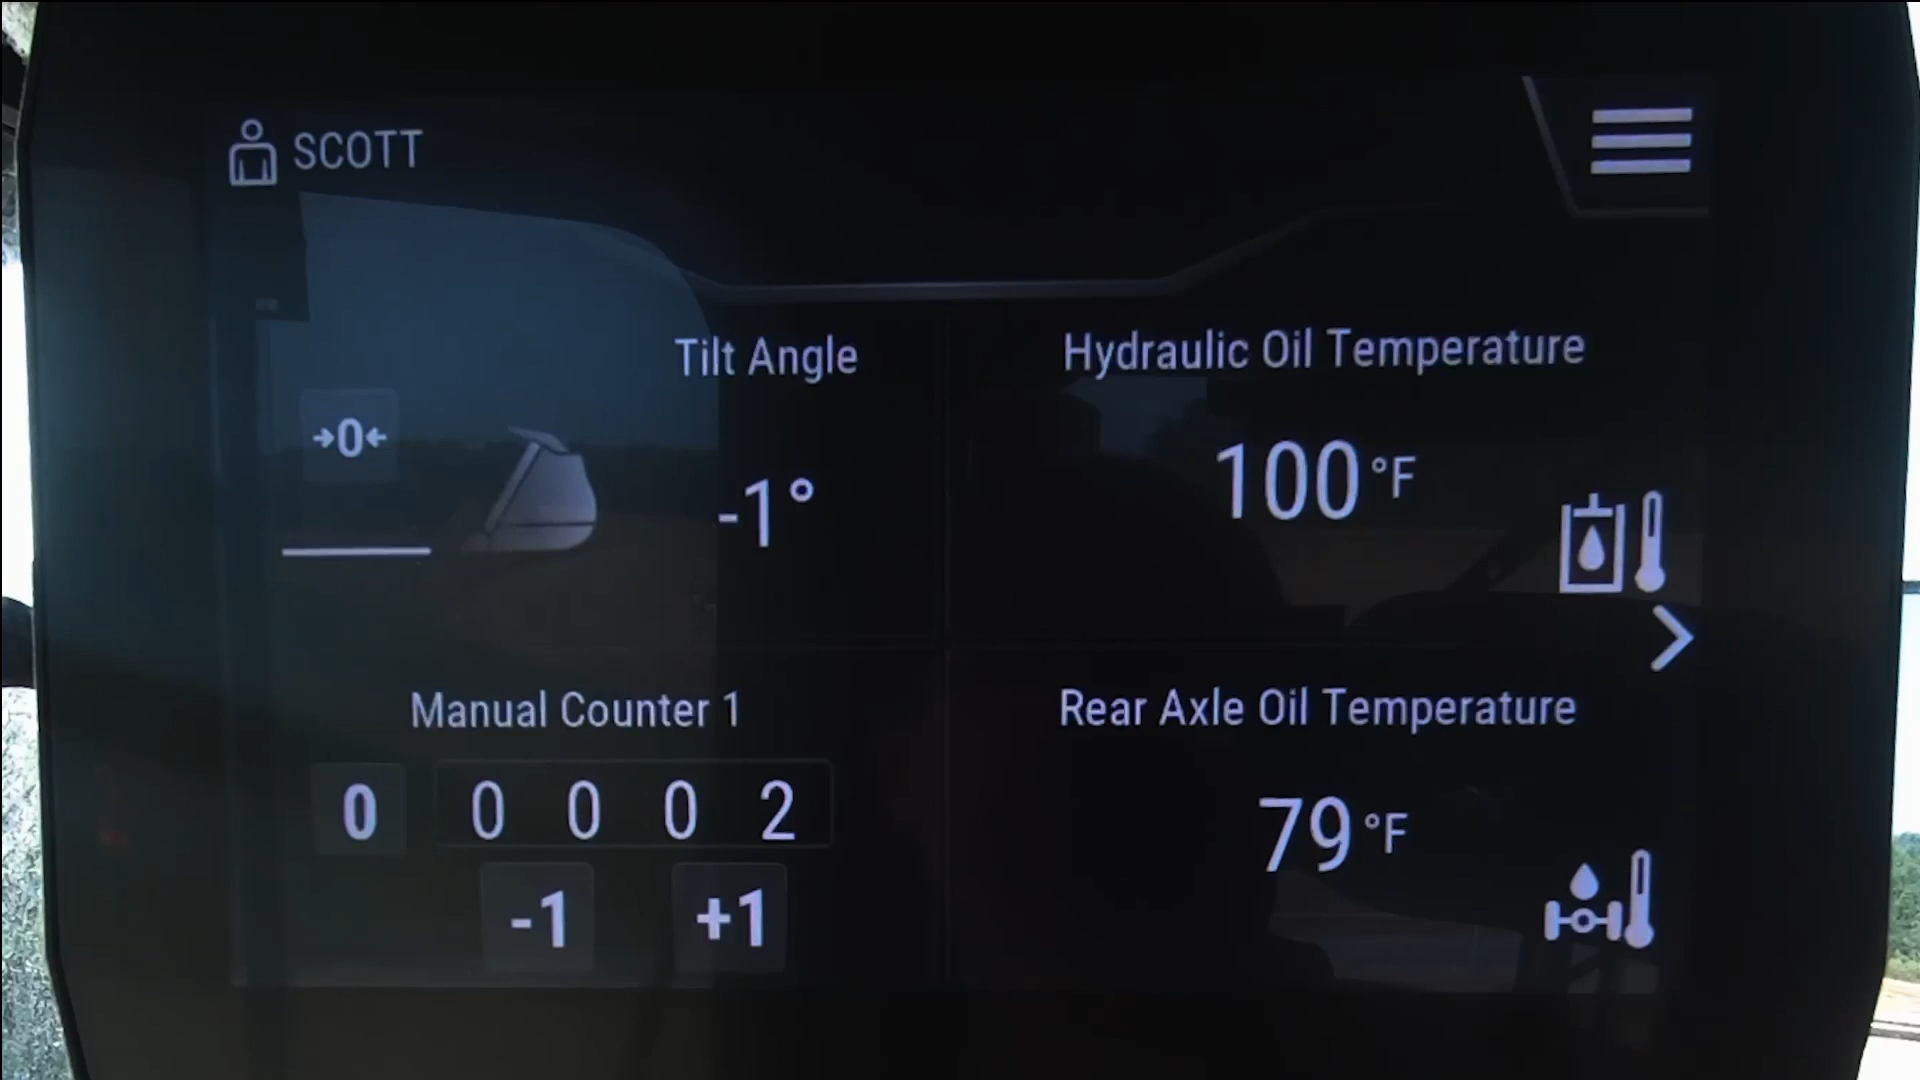 SCOTT
Tilt Angle
→0←
-1°
Hydraulic Oil Temperature
100 °F
Manual Counter 1
0 0 0 0 2
-1 +1
Rear Axle Oil Temperature
79 °F